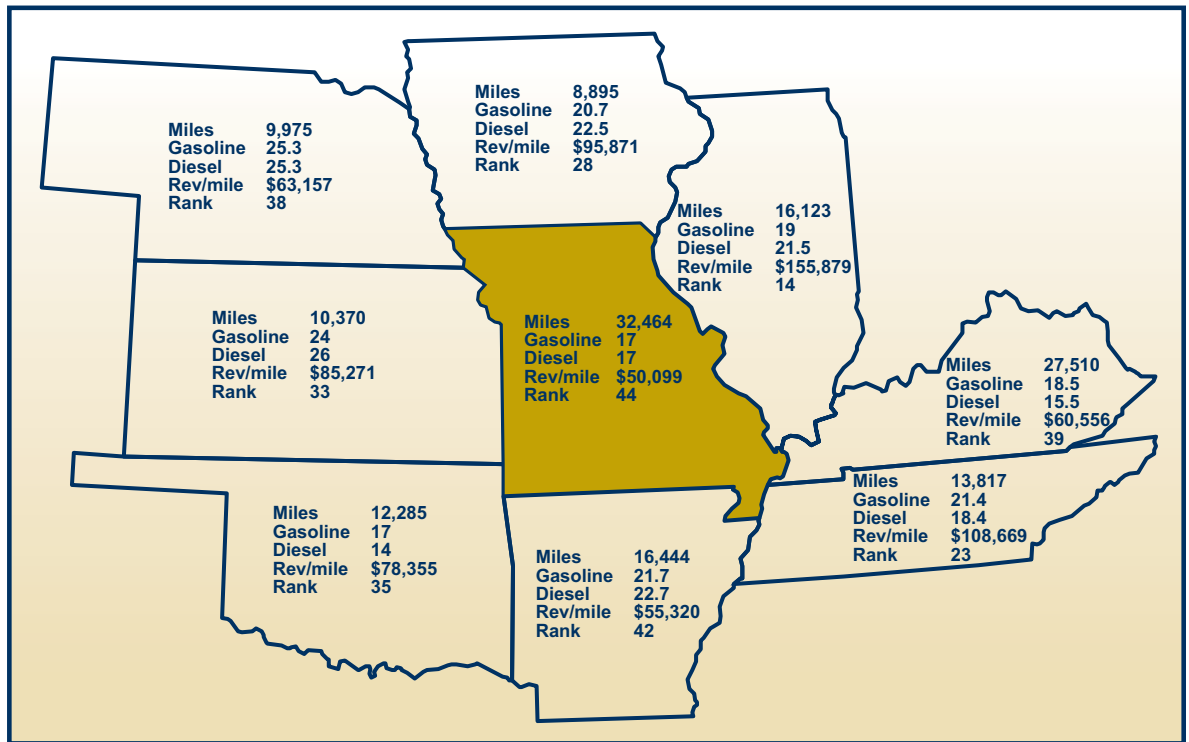 Miles 9,975
Gasoline 25.3
Diesel 25.3
Rev/mile $63,157
Rank 38
Miles 8,895
Gasoline 20.7
Diesel 22.5
Rev/mile $95,871
Rank 28
Miles 16,123
Gasoline 19
Diesel 21.5
Rev/mile $155,879
Rank 14
Miles 10,370
Gasoline 24
Diesel 26
Rev/mile $85,271
Rank 33
Miles 32,464
Gasoline 17
Diesel 17
Rev/mile $50,099
Rank 44
Miles 27,510
Gasoline 18.5
Diesel 15.5
Rev/mile $60,556
Rank 39
Miles 12,285
Gasoline 17
Diesel 14
Rev/mile $78,355
Rank 35
Miles 16,444
Gasoline 21.7
Diesel 22.7
Rev/mile $55,320
Rank 42
Miles 13,817
Gasoline 21.4
Diesel 18.4
Rev/mile $108,669
Rank 23